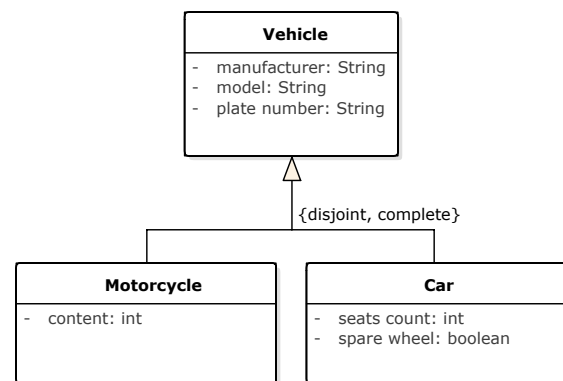 Vehicle
- manufacturer: String
- model: String
- plate number: String
{disjoint, complete}
Motorcycle
- content: int
Car
- seats count: int
- spare wheel: boolean